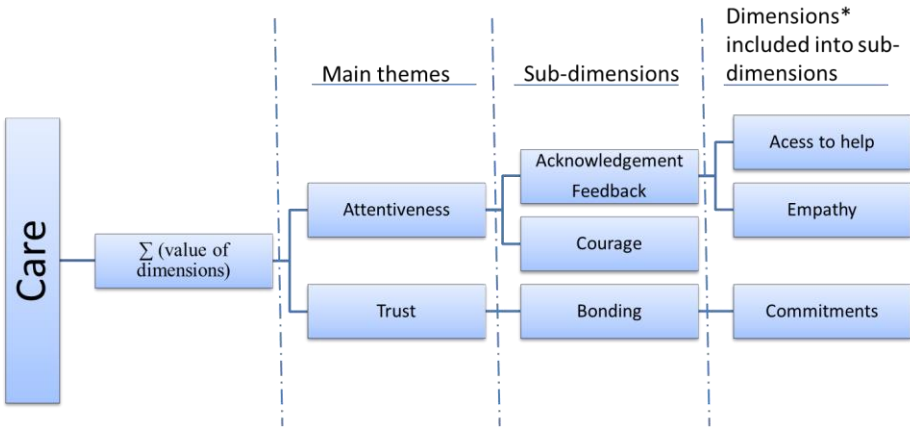 Main themes
Sub-dimensions
Dimensions*
included into sub-
dimensions
Care
∑ (value of
dimensions)
Attentiveness
Trust
Acknowledgement
Feedback
Courage
Bonding
Acess to help
Empathy
Commitments